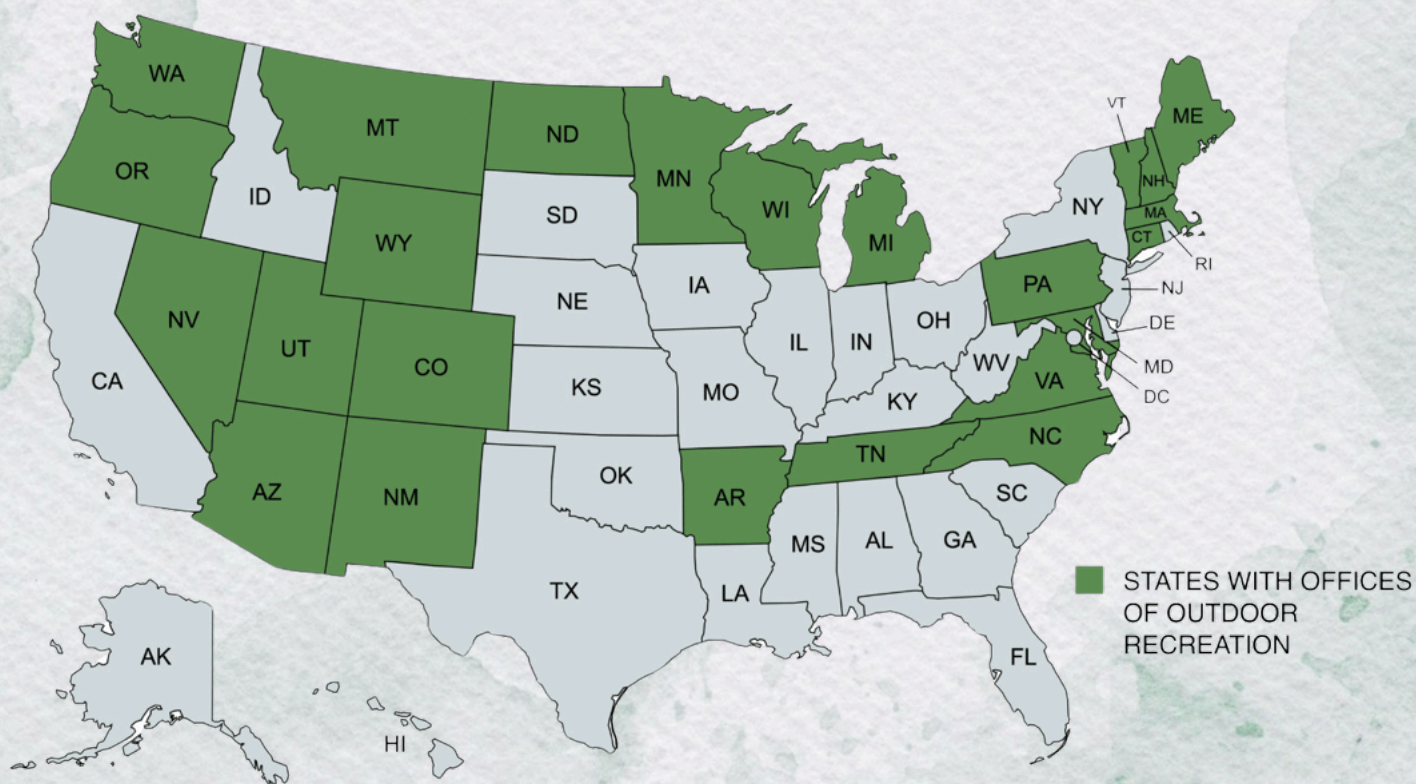 WA
MT
ND
MN
VT
ME
OR
ID
SD
WI
MI
NY
NH
MA
CT
RI
WY
NE
IA
PA
NJ
NV
UT
CO
IL
IN
OH
DE
MD
DC
CA
KS
MO
WV
VA
KY
NC
TN
AZ
NM
OK
AR
SC
MS
AL
GA
TX
LA
STATES WITH OFFICES
OF OUTDOOR
RECREATION
AK
FL
HI